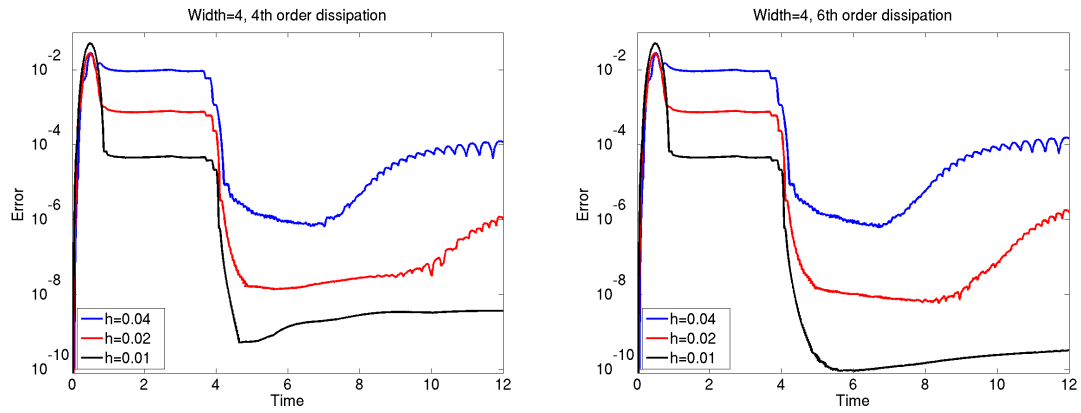 Width=4, 4th order dissipation
10^-2
10^-4
10^-6
10^-8
10^-10
Error
h=0.04
h=0.02
h=0.01
0 2 4 6 8 10 12
Time
Width=4, 6th order dissipation
10^-2
10^-4
10^-6
10^-8
10^-10
Error
h=0.04
h=0.02
h=0.01
0 2 4 6 8 10 12
Time